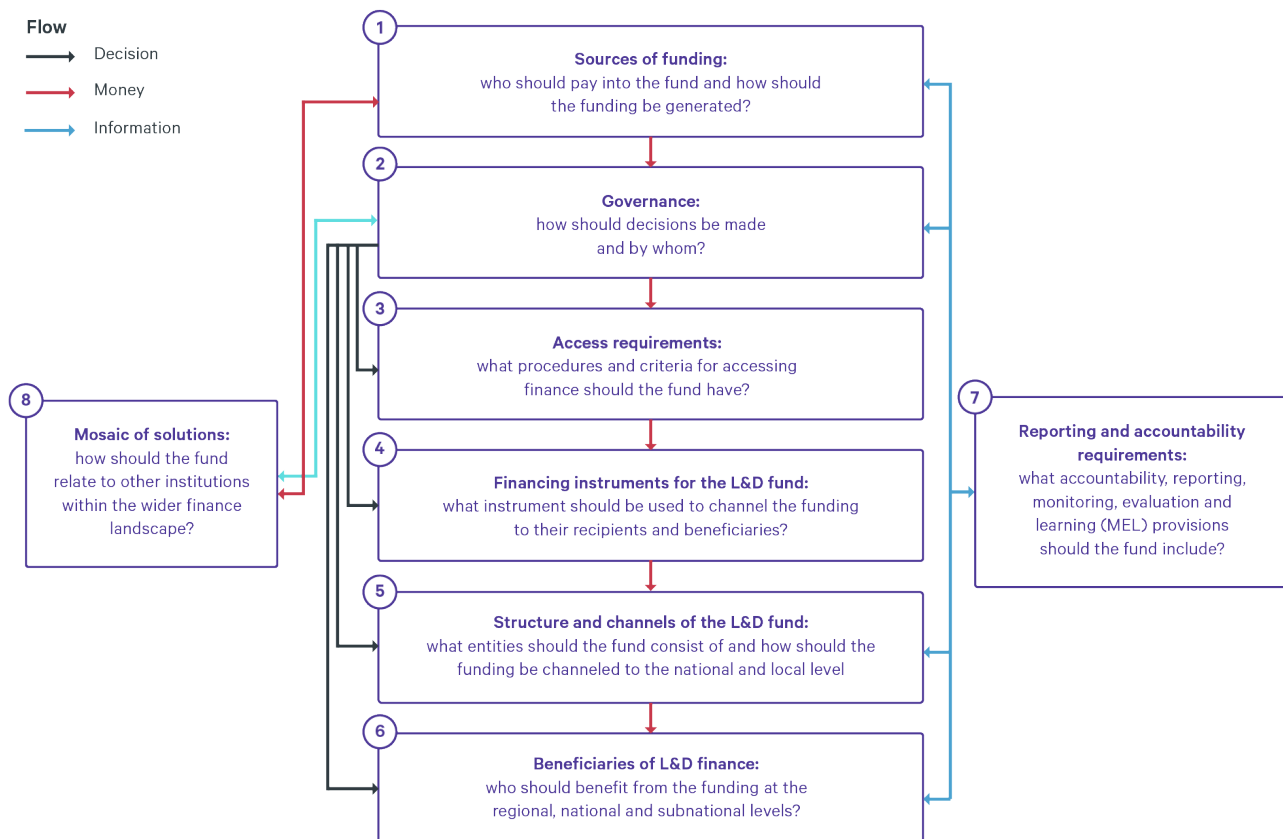 Flow
Decision
Money
Information
1
Sources of funding:
who should pay into the fund and how should
the funding be generated?
2
Governance:
how should decisions be made
and by whom?
3
Access requirements:
what procedures and criteria for accessing
finance should the fund have?
8
Mosaic of solutions:
how should the fund
relate to other institutions
within the wider finance
landscape?
4
Financing instruments for the L&D fund:
what instrument should be used to channel the funding
to their recipients and beneficiaries?
7
Reporting and accountability
requirements:
what accountability, reporting,
monitoring, evaluation and
learning (MEL) provisions
should the fund include?
5
Structure and channels of the L&D fund:
what entities should the fund consist of and how should the
funding be channeled to the national and local level
6
Beneficiaries of L&D finance:
who should benefit from the funding at the
regional, national and subnational levels?